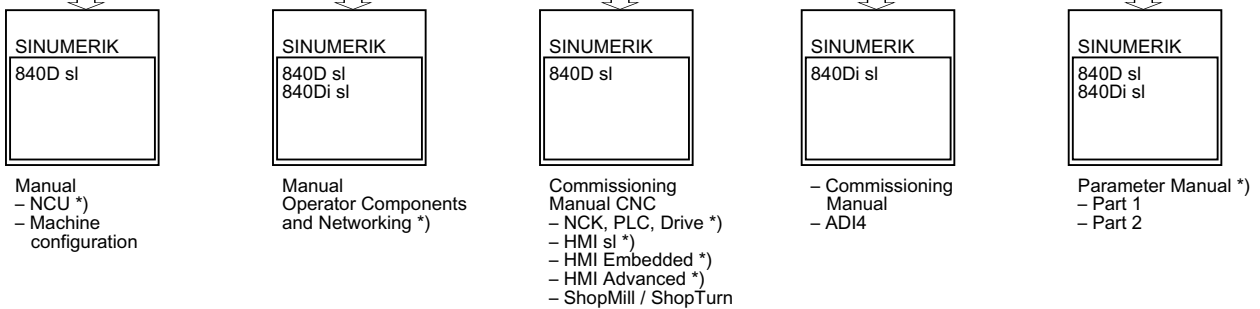 SINUMERIK
840D sl
Manual
– NCU *)
– Machine
configuration
SINUMERIK
840D sl
840Di sl
Manual
Operator Components
and Networking *)
SINUMERIK
840D sl
Commissioning
Manual CNC
– NCK, PLC, Drive *)
– HMI sl *)
– HMI Embedded *)
– HMI Advanced *)
– ShopMill / ShopTurn
SINUMERIK
840Di sl
– Commissioning
Manual
– ADI4
SINUMERIK
840D sl
840Di sl
Parameter Manual *)
– Part 1
– Part 2